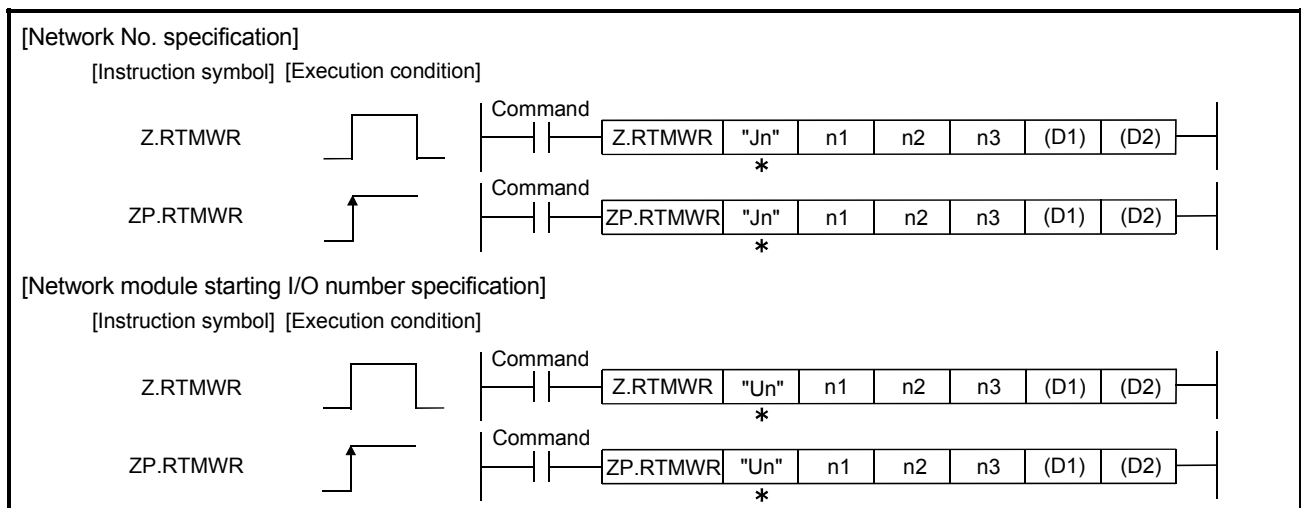 [Network No. specification]
[Instruction symbol] [Execution condition]
Command
Z.RTMWR Z.RTMWR "Jn" n1 n2 n3 (D1) (D2)
*
Command
ZP.RTMWR ZP.RTMWR "Jn" n1 n2 n3 (D1) (D2)
*
[Network module starting I/O number specification]
[Instruction symbol] [Execution condition]
Command
Z.RTMWR Z.RTMWR "Un" n1 n2 n3 (D1) (D2)
*
Command
ZP.RTMWR ZP.RTMWR "Un" n1 n2 n3 (D1) (D2)
*